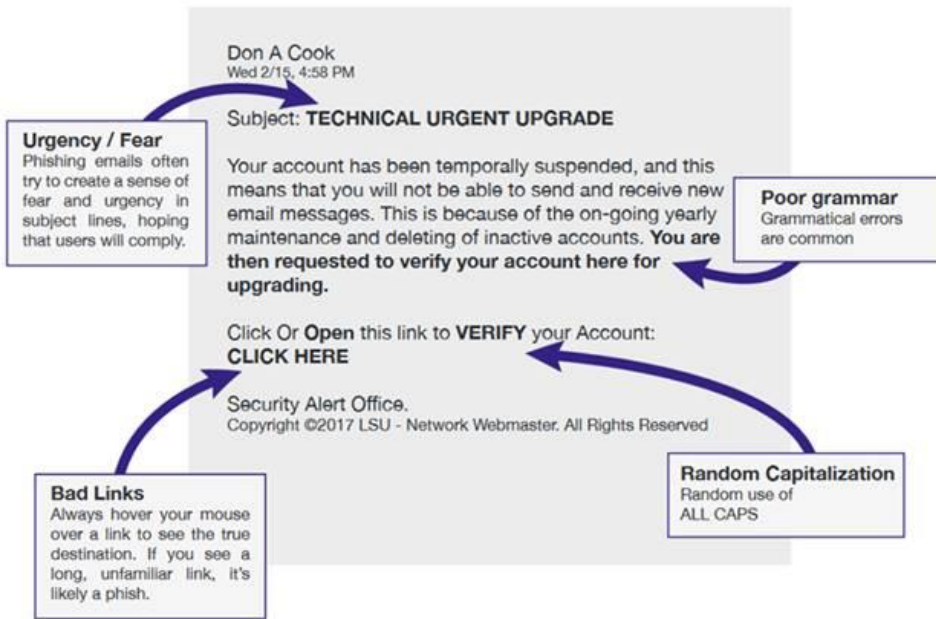 Don A Cook
Wed 2/15, 4:58 PM
Subject: TECHNICAL URGENT UPGRADE
Urgency / Fear
Phishing emails often
try to create a sense of
fear and urgency in
subject lines, hoping
that users will comply.
Your account has been temporally suspended, and this
means that you will not be able to send and receive new
email messages. This is because of the on-going yearly
maintenance and deleting of inactive accounts. You are
then requested to verify your account here for
upgrading.
Poor grammar
Grammatical errors
are common
Click Or Open this link to VERIFY your Account:
CLICK HERE
Security Alert Office.
Copyright ©2017 LSU - Network Webmaster. All Rights Reserved
Bad Links
Always hover your mouse
over a link to see the true
destination. If you see a
long, unfamiliar link, it's
likely a phish.
Random Capitalization
Random use of
ALL CAPS